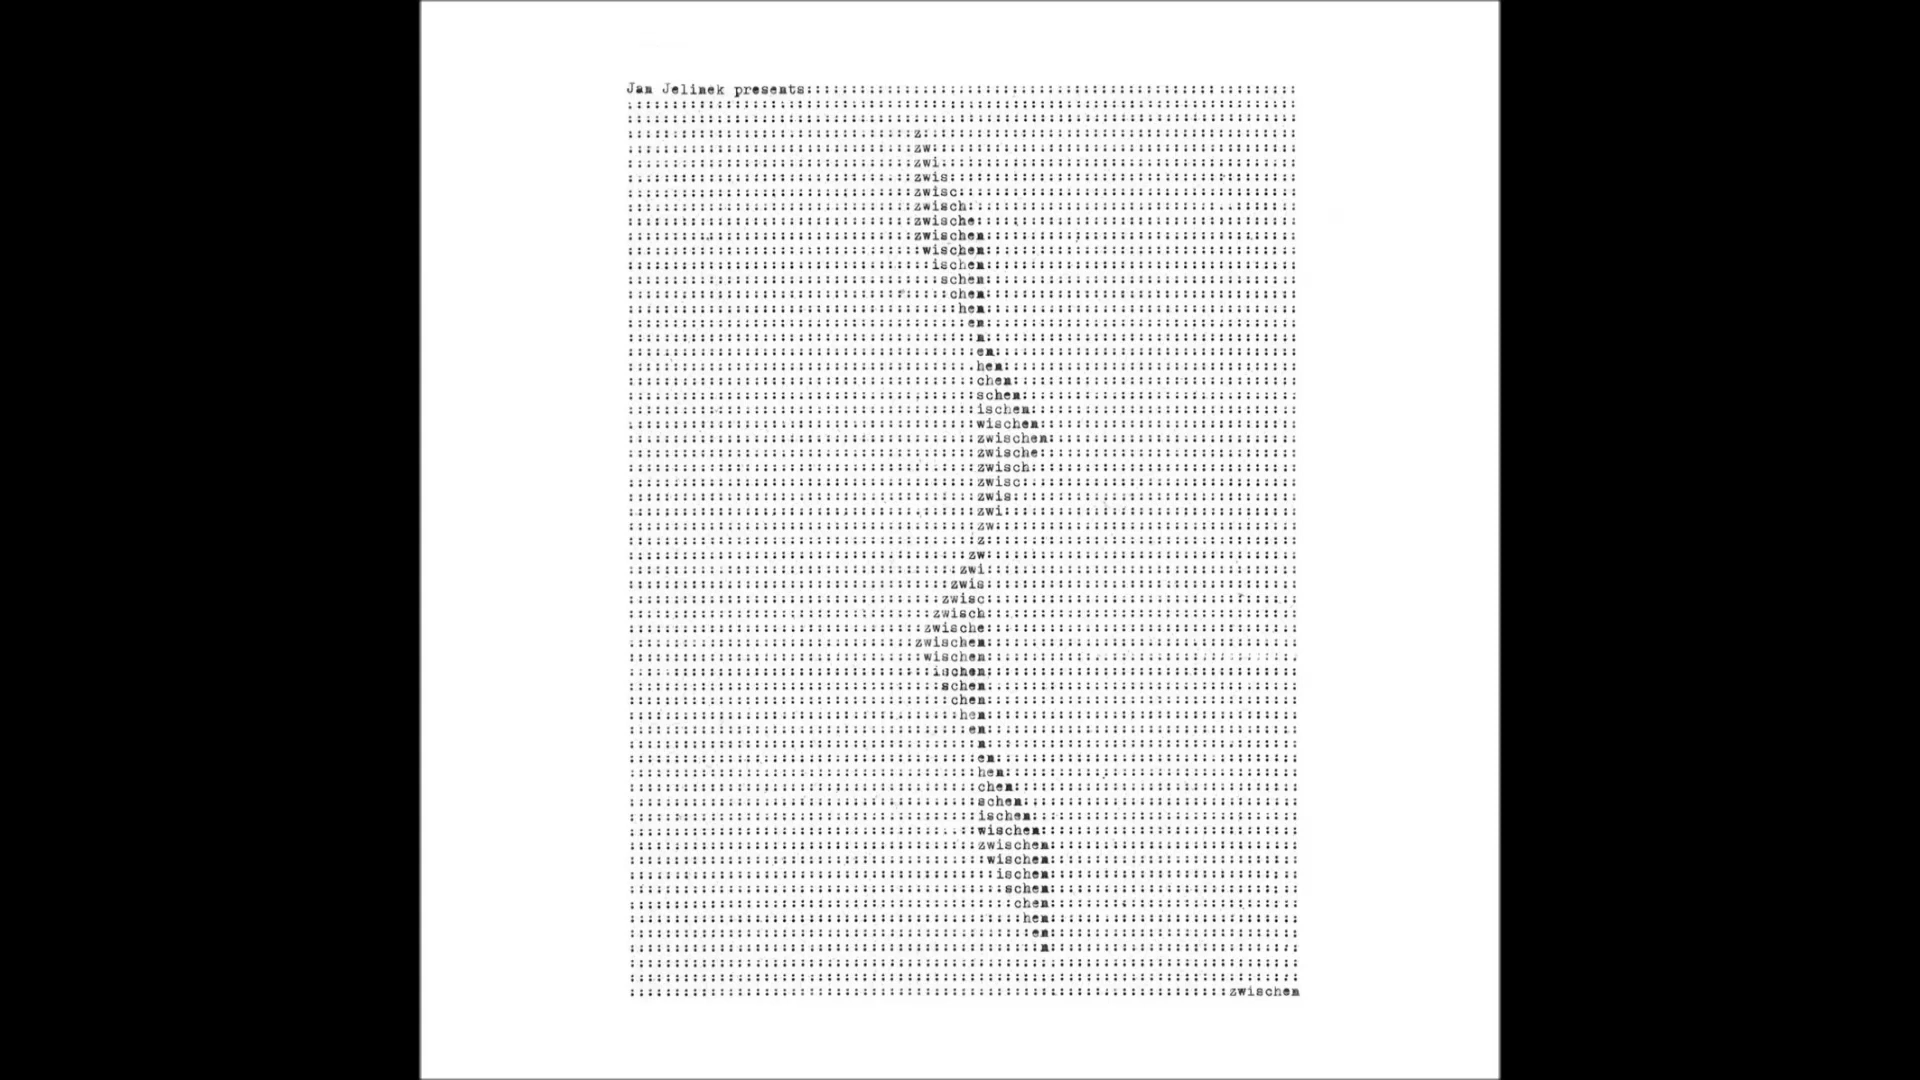 Jan Jelinek presents:
z
zw
zwi
zwis
zwisc
zwisch
zwische
zwischen
wischen
ischen
schen
chen
hen
en
n
en
hen
chen
schen
ischen
wischen
zwischen
zwische
zwisch
zwisc
zwis
zwi
zw
z
zw
zwi
zwis
zwisc
zwisch
zwische
zwischen
wischen
ischen
schen
chen
hen
en
n
en
hen
chen
schen
ischen
wischen
zwischen
wischen
ischen
schen
chen
hen
en
n
zwischen